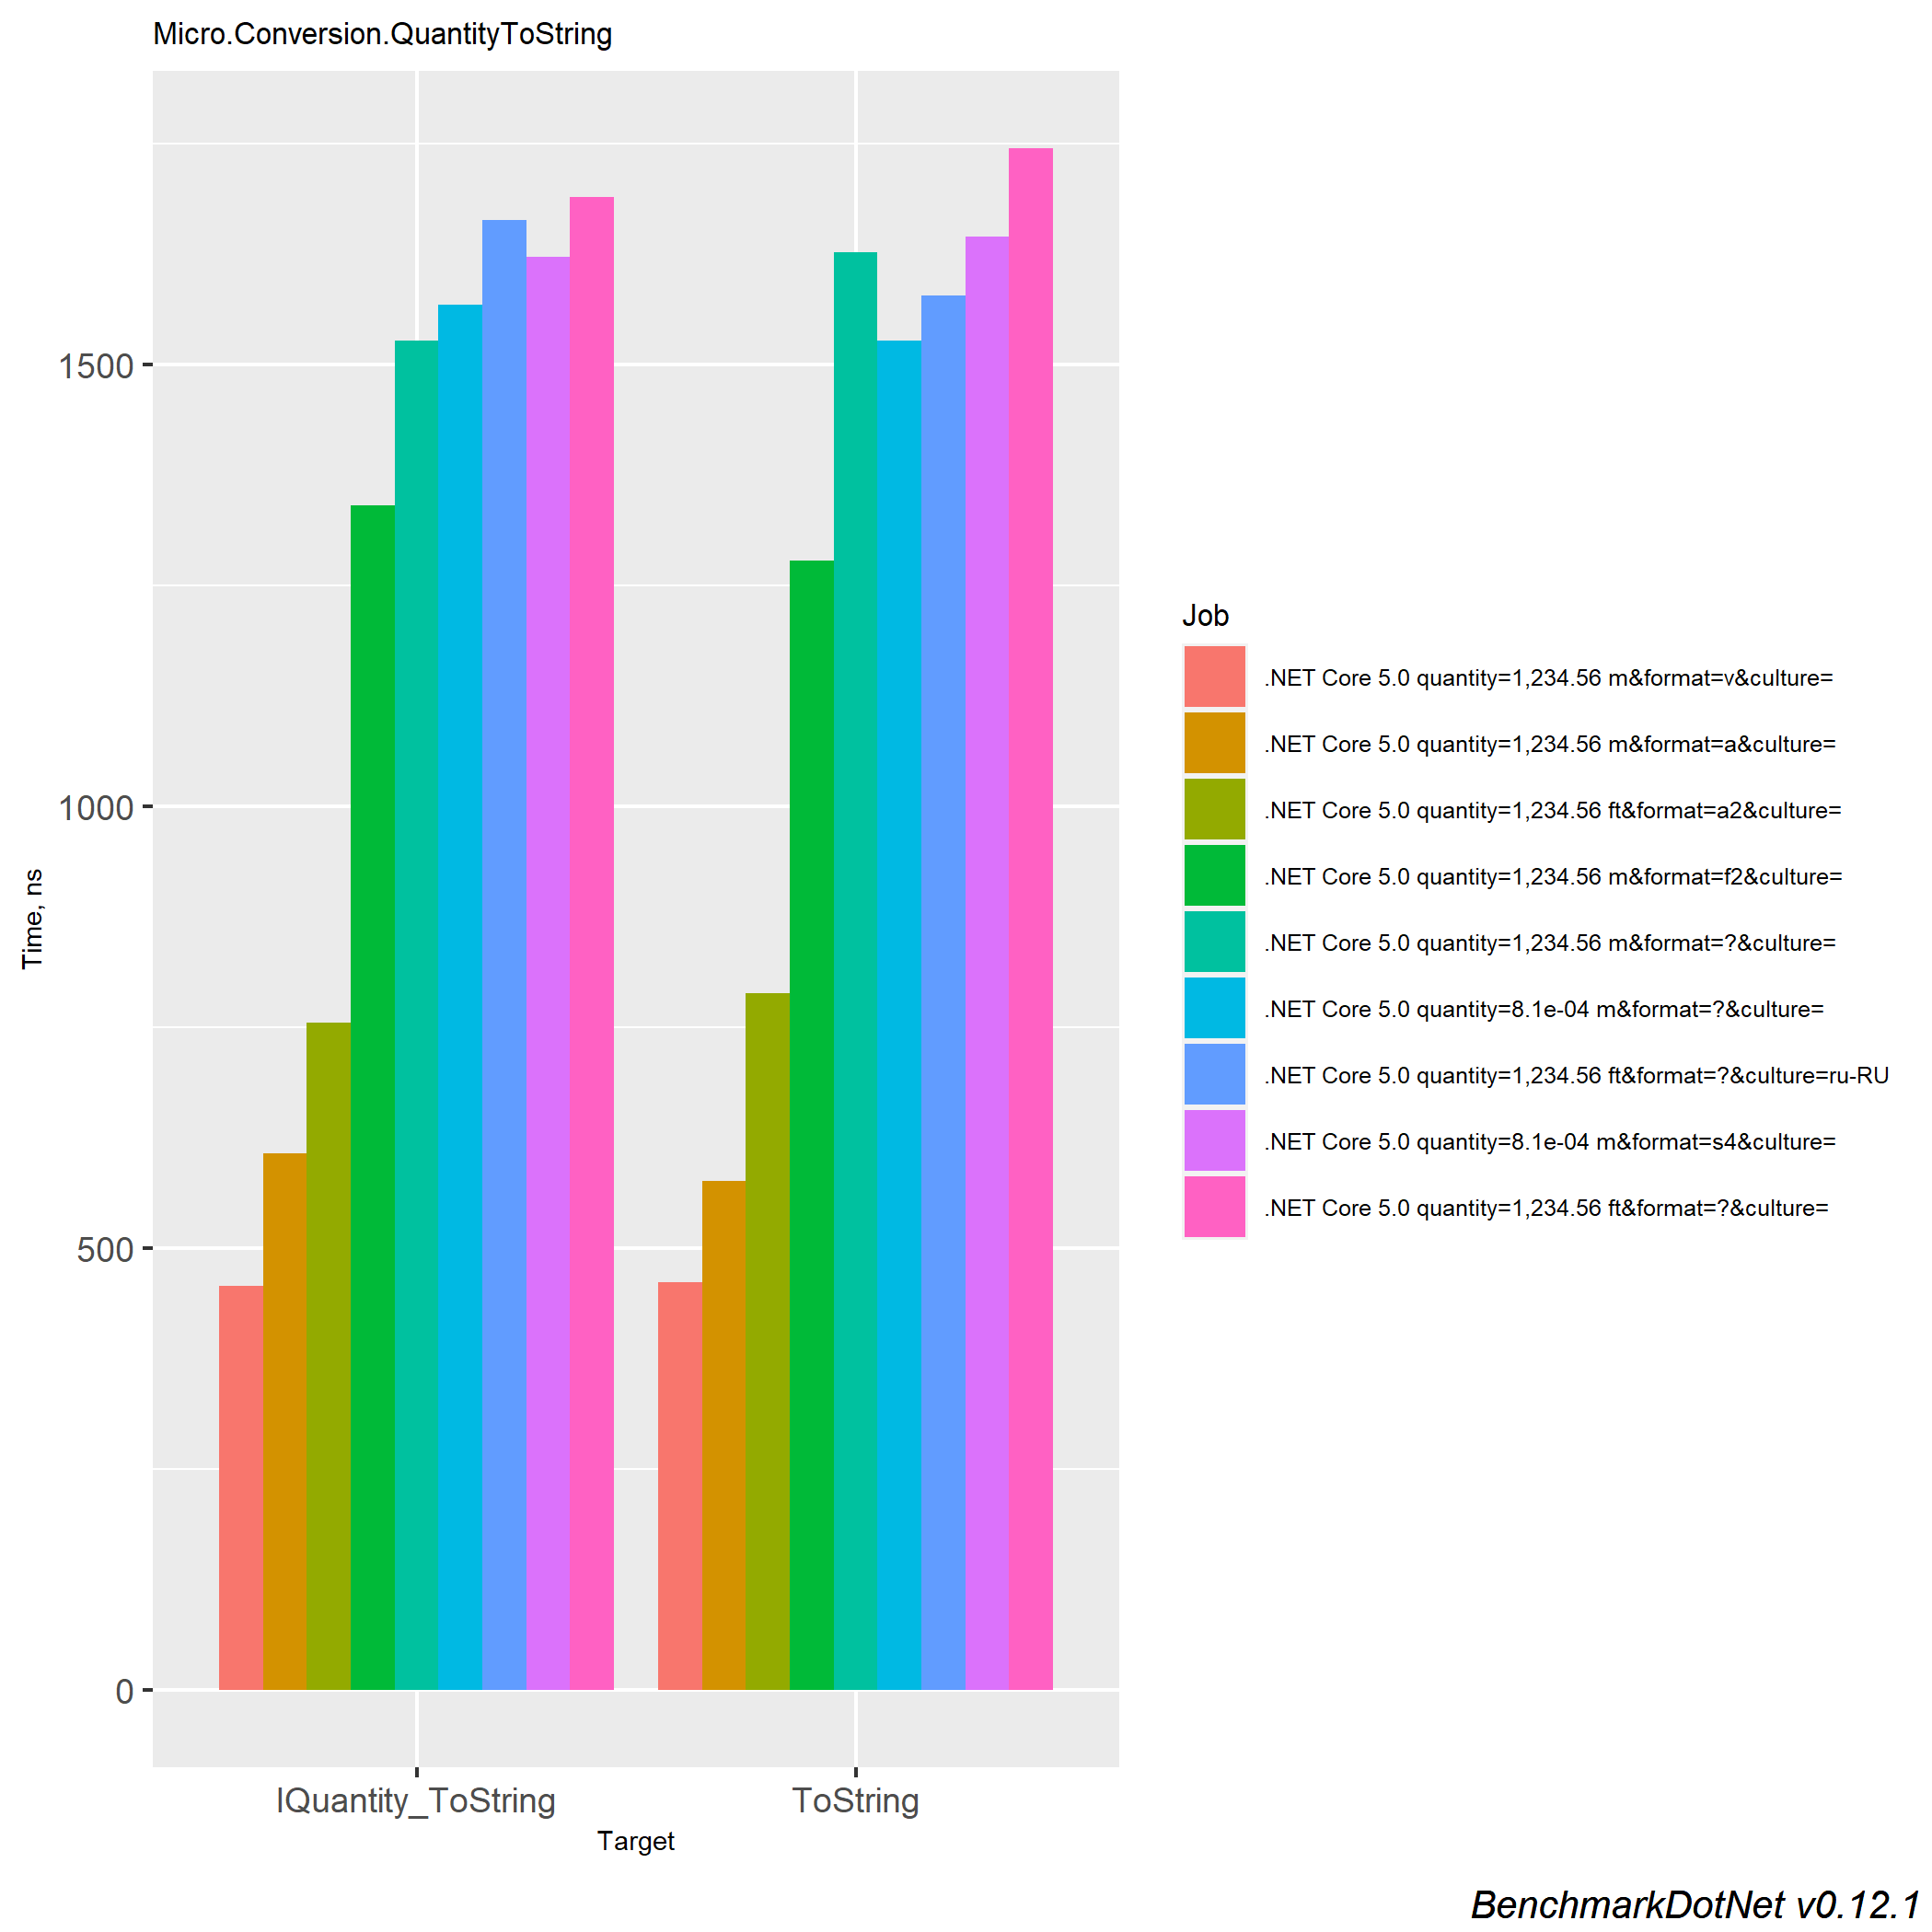 Micro.Conversion.QuantityToString
1500
1000
500
0
Time, ns
IQuantity_ToString
ToString
Target
Job
.NET Core 5.0 quantity=1,234.56 m&format=v&culture=
.NET Core 5.0 quantity=1,234.56 m&format=a&culture=
.NET Core 5.0 quantity=1,234.56 ft&format=a2&culture=
.NET Core 5.0 quantity=1,234.56 m&format=f2&culture=
.NET Core 5.0 quantity=1,234.56 m&format=?&culture=
.NET Core 5.0 quantity=8.1e-04 m&format=?&culture=
.NET Core 5.0 quantity=1,234.56 ft&format=?&culture=ru-RU
.NET Core 5.0 quantity=8.1e-04 m&format=s4&culture=
.NET Core 5.0 quantity=1,234.56 ft&format=?&culture=
BenchmarkDotNet v0.12.1